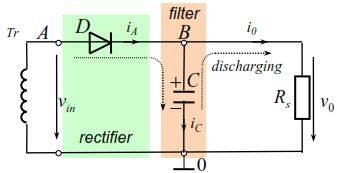 filter
Tr A D i_A B i_0
discharging
+ C
v_in R_s v_0
−
i_C
rectifier
0